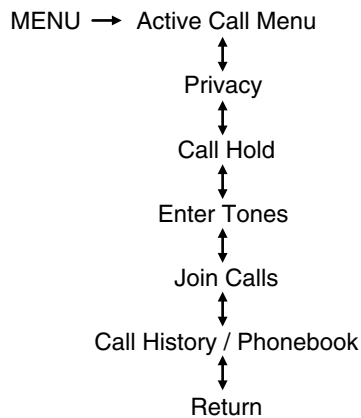 MENU → Active Call Menu
Privacy
Call Hold
Enter Tones
Join Calls
Call History / Phonebook
Return